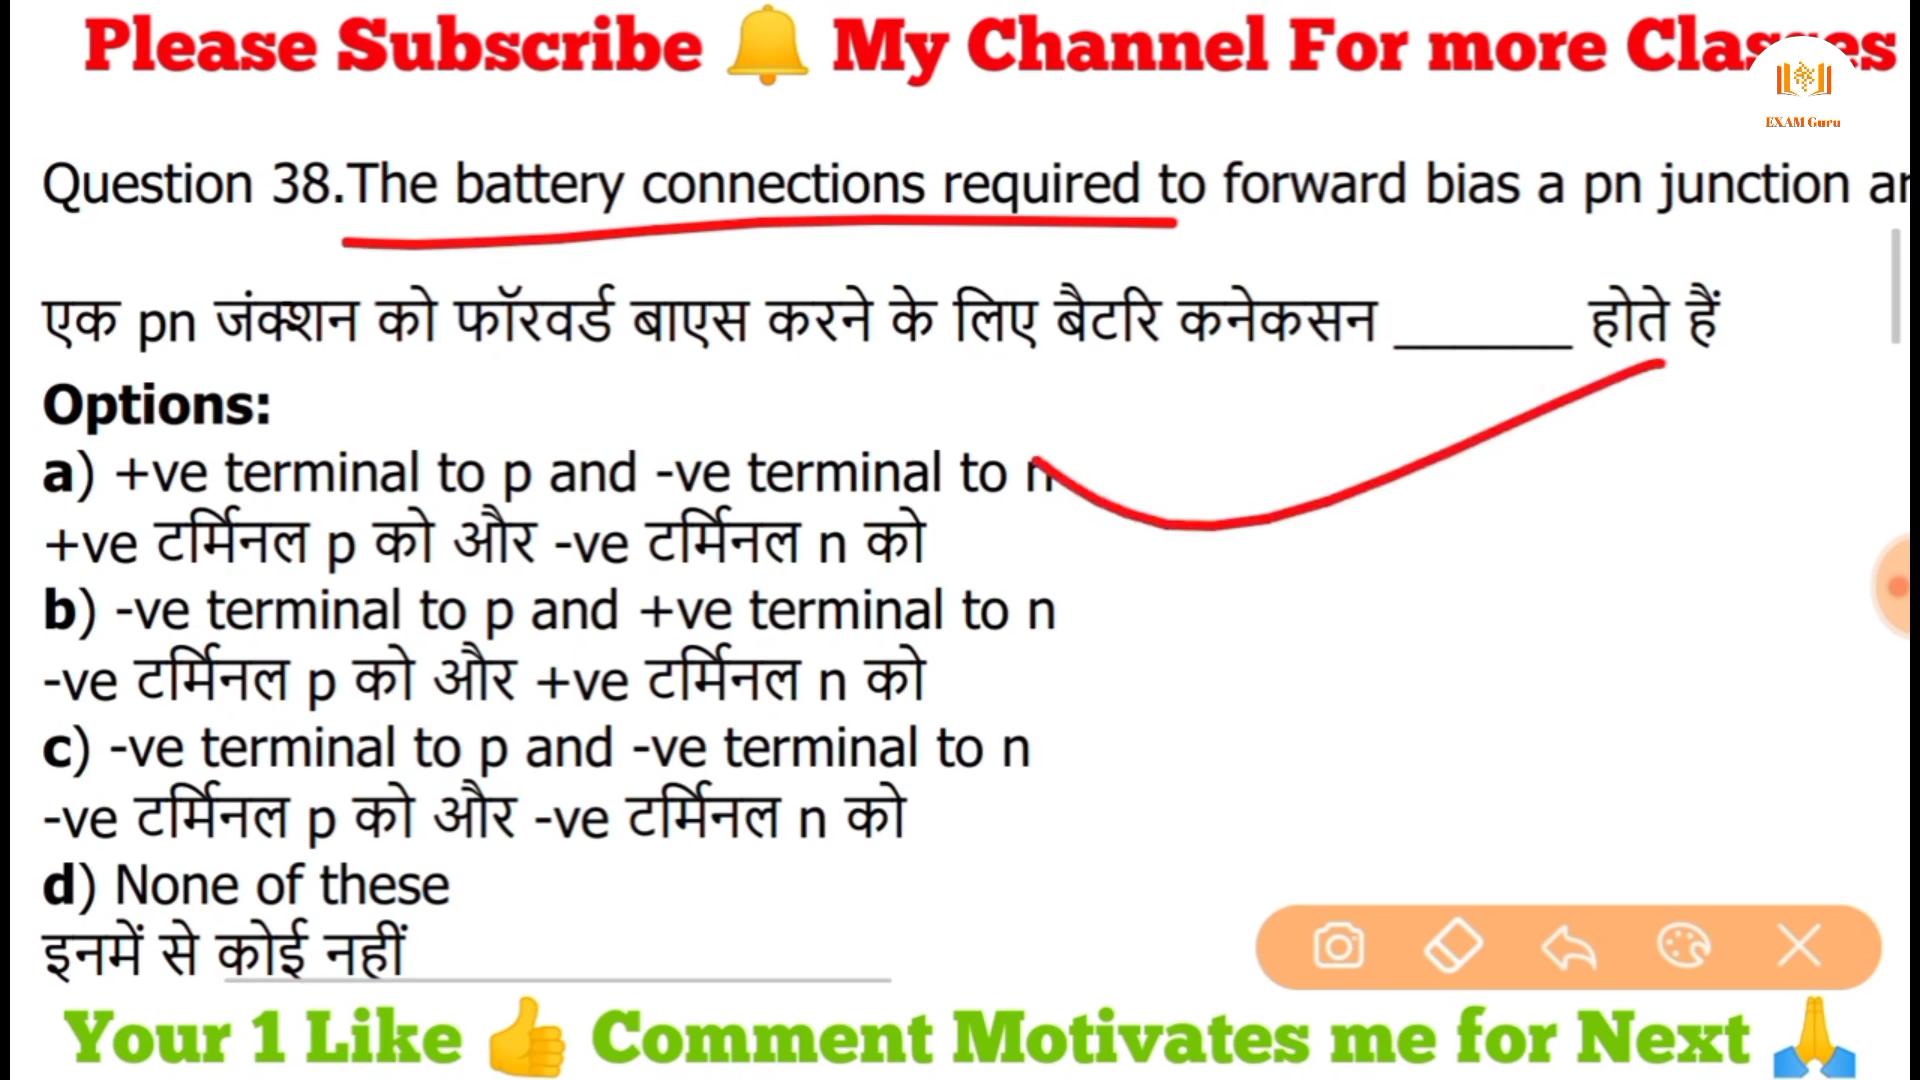 Please Subscribe 🔔 My Channel For more Classes
EXAM Guru
Question 38.The battery connections required to forward bias a pn junction
एक pn जंक्शन को फॉरवर्ड बाएस करने के लिए बैटरि कनेकसन _______ होते हैं
Options:
a) +ve terminal to p and -ve terminal to n
+ve टर्मिनल p को और -ve टर्मिनल n को
b) -ve terminal to p and +ve terminal to n
-ve टर्मिनल p को और +ve टर्मिनल n को
c) -ve terminal to p and -ve terminal to n
-ve टर्मिनल p को और -ve टर्मिनल n को
d) None of these
इनमें से कोई नहीं
Your 1 Like 👍 Comment Motivates me for Next 🙏